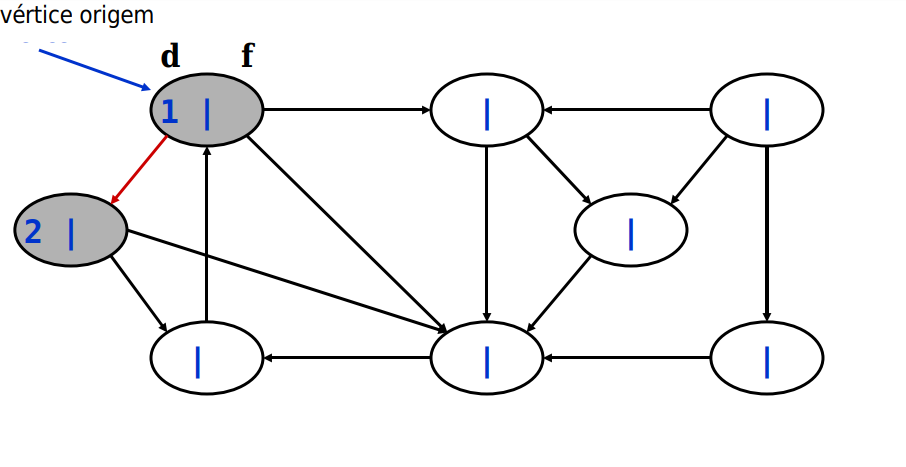 vértice origem
d f
1 | | |
2 | |
| | |